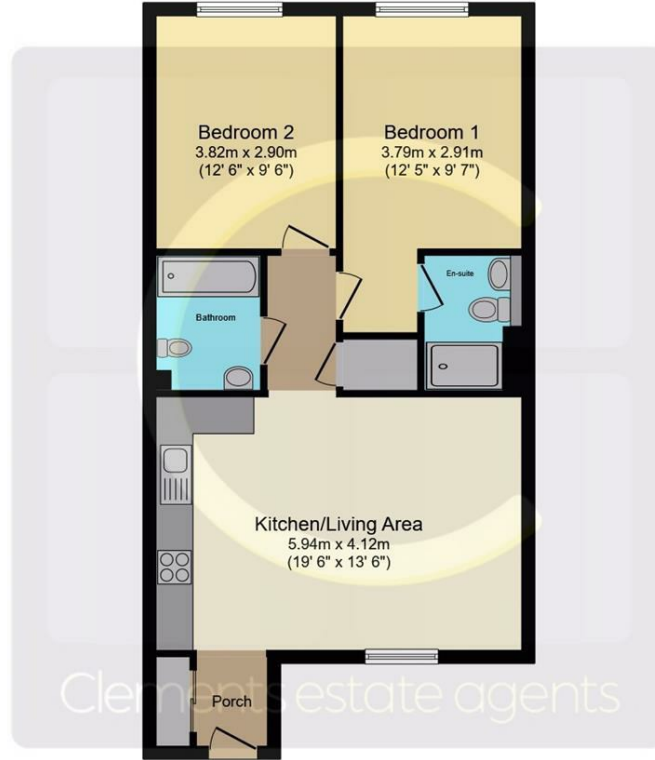 Bedroom 2
3.82m x 2.90m
(12' 6" x 9' 6")
Bedroom 1
3.79m x 2.91m
(12' 5" x 9' 7")
En-suite
Bathroom
Kitchen/Living Area
5.94m x 4.12m
(19' 6" x 13' 6")
Porch
Clements estate agents